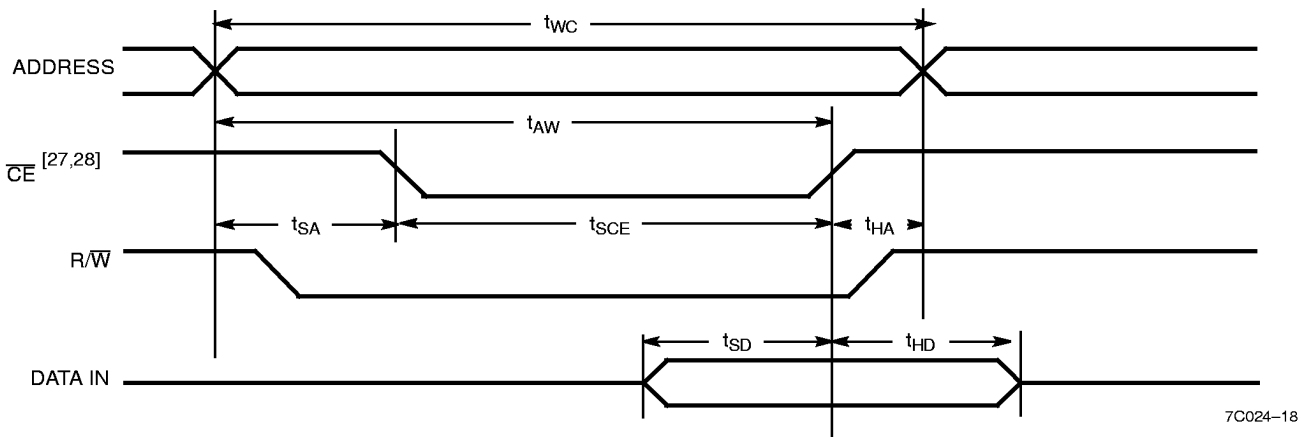 tWC
ADDRESS
tAW
CE [27,28]
tSA
tSCE
tHA
R/W
tSD
tHD
DATA IN
7C024–18